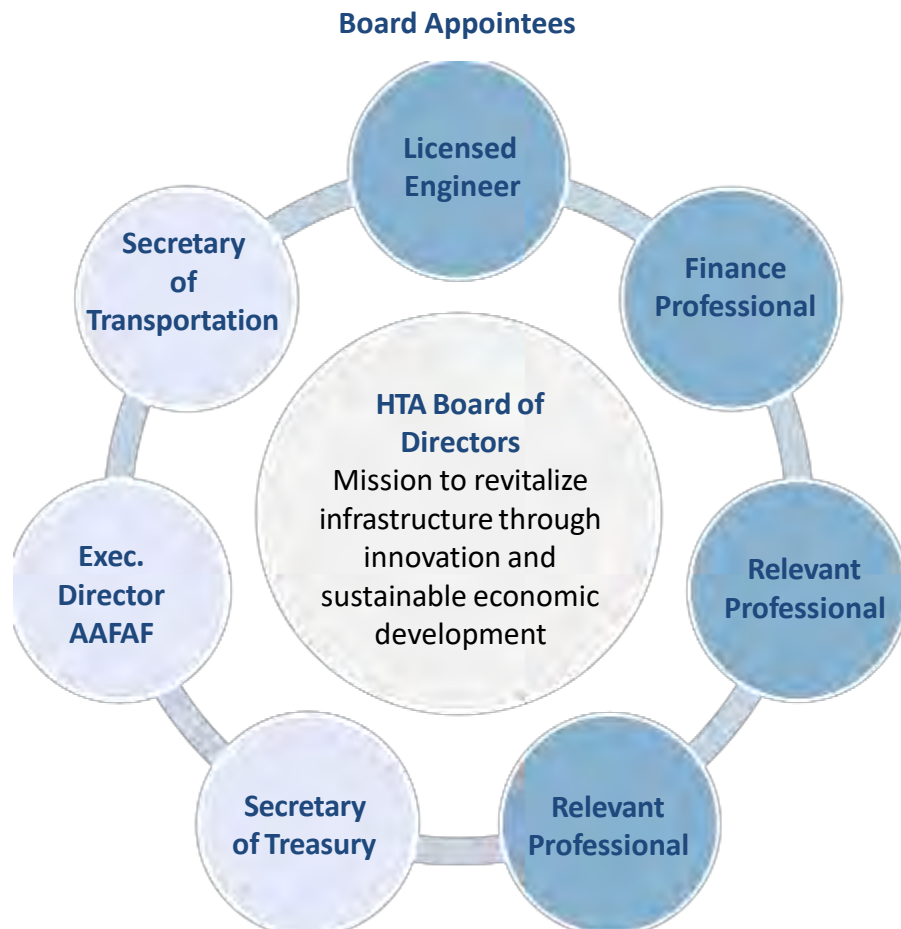 Board Appointees
Licensed
Engineer
Secretary
of
Transportation
Finance
Professional
HTA Board of
Directors
Mission to revitalize
infrastructure through
innovation and
sustainable economic
development
Exec.
Director
AAFAF
Relevant
Professional
Secretary
of Treasury
Relevant
Professional